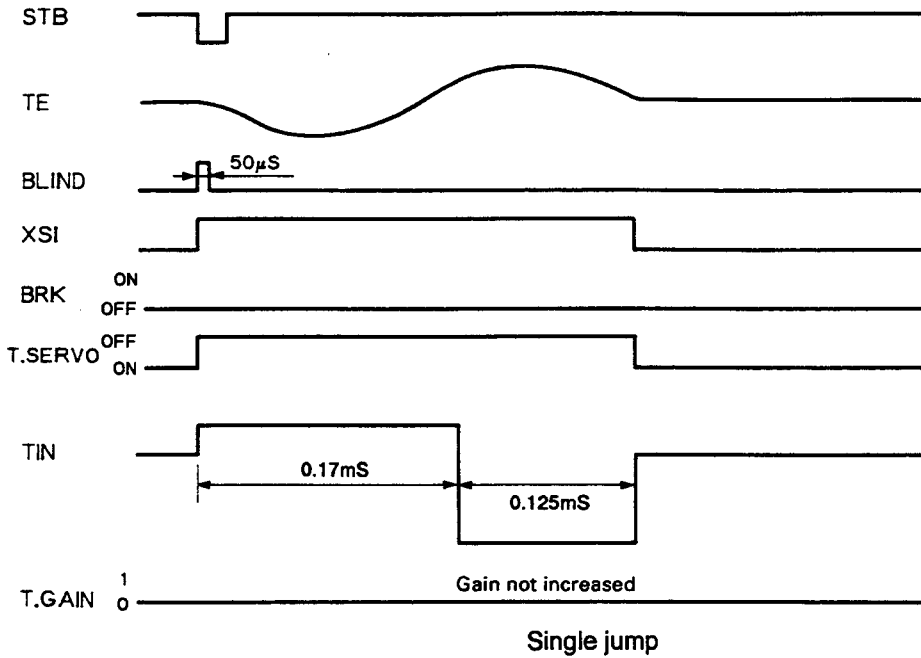 STB
TE
50μS
BLIND
XSI
ON
BRK
OFF
OFF
T.SERVO
ON
TIN
0.17mS
0.125mS
Gain not increased
1
T.GAIN
0
Single jump